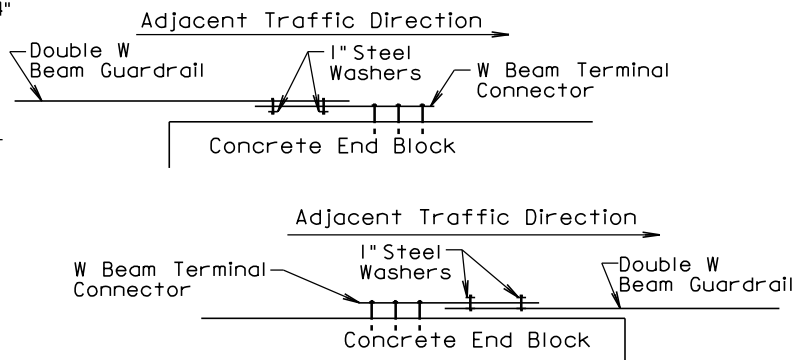 4"
Adjacent Traffic Direction
Double W
Beam Guardrail
1" Steel
Washers
W Beam Terminal
Connector
Concrete End Block
Adjacent Traffic Direction
W Beam Terminal
Connector
1" Steel
Washers
Double W
Beam Guardrail
Concrete End Block